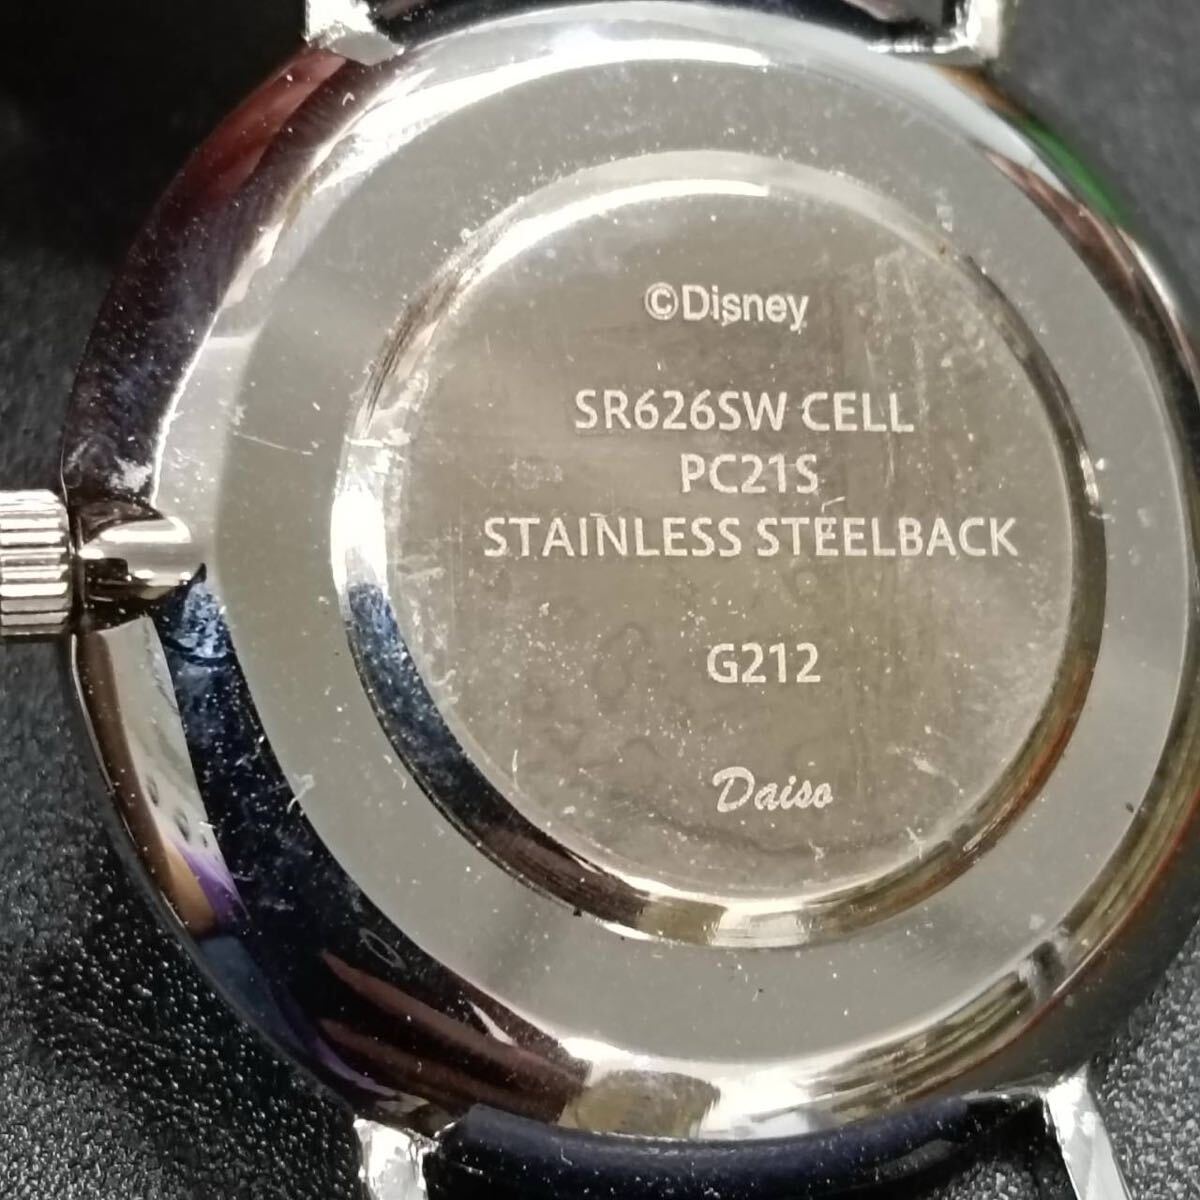 ©Disney
SR626SW CELL
PC21S
STAINLESS STEELBACK
G212
Daiso